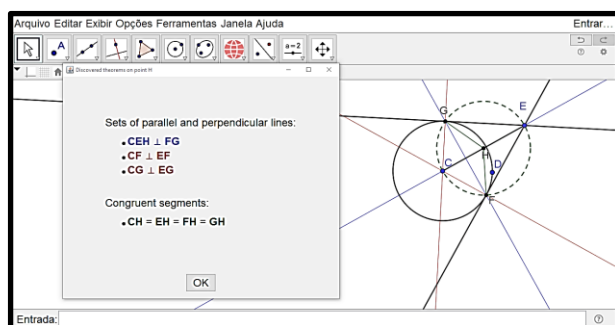 Arquivo Editar Exibir Opções Ferramentas Janela Ajuda
Entrar...
A
a=2
Discovered theorems on point H
Sets of parallel and perpendicular lines:
•CEH ⊥ FG
•CF ⊥ EF
•CG ⊥ EG
Congruent segments:
•CH = EH = FH = GH
OK
G
E
H
C
D
F
Entrada: